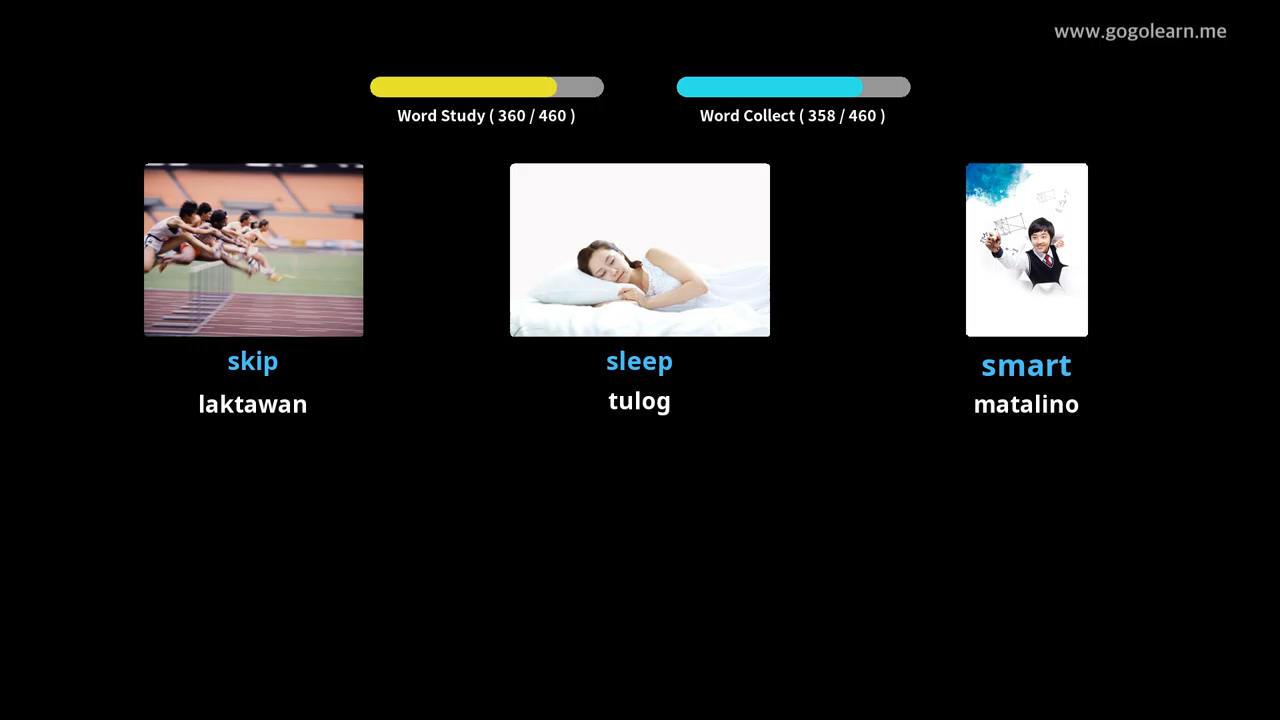 www.gogolearn.me
Word Study ( 360 / 460 )
Word Collect ( 358 / 460 )
skip
laktawan
sleep
tulog
smart
matalino